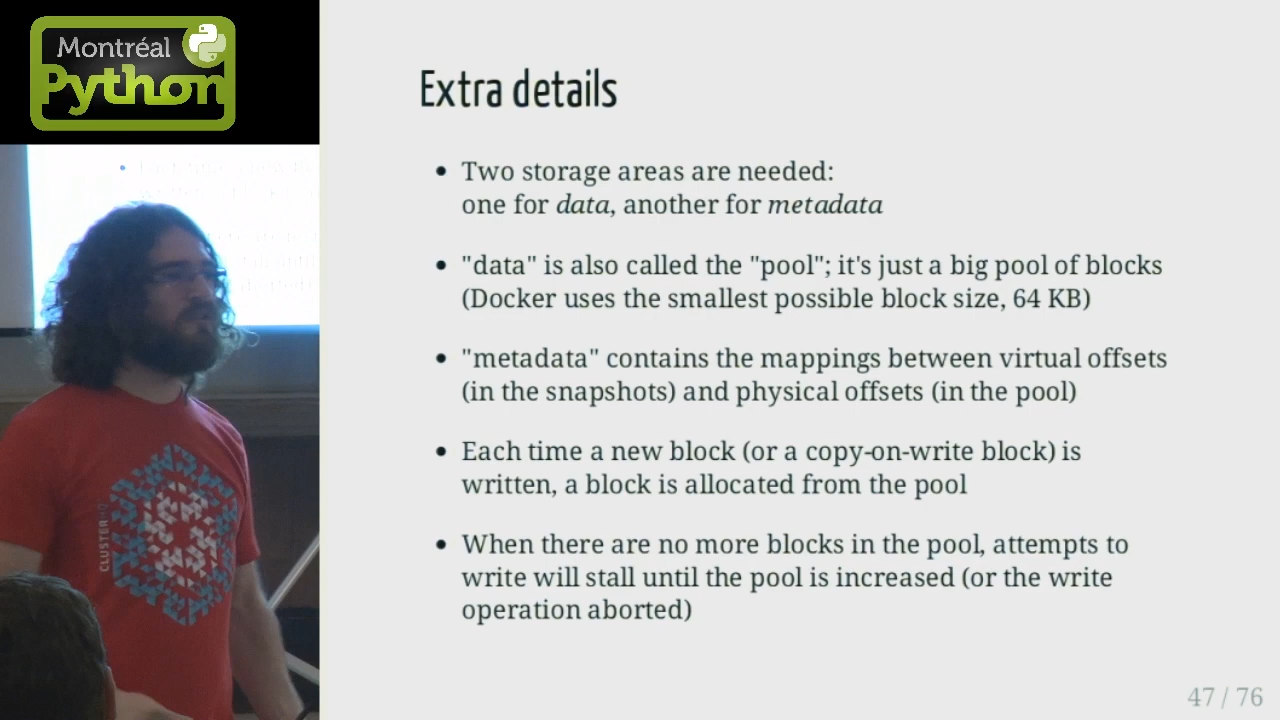 Montréal
Python
Extra details
• Two storage areas are needed:
one for data, another for metadata
• "data" is also called the "pool"; it's just a big pool of blocks
(Docker uses the smallest possible block size, 64 KB)
• "metadata" contains the mappings between virtual offsets
(in the snapshots) and physical offsets (in the pool)
• Each time a new block (or a copy-on-write block) is
written, a block is allocated from the pool
• When there are no more blocks in the pool, attempts to
write will stall until the pool is increased (or the write
operation aborted)
47 / 76
CLUSTER